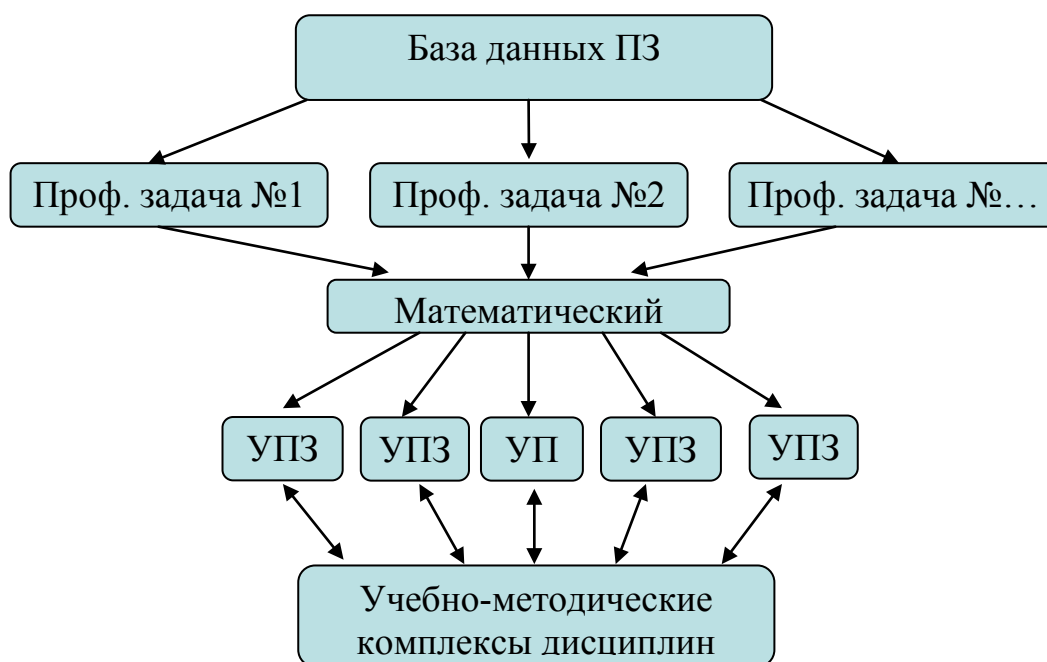 База данных ПЗ
Проф. задача №1
Проф. задача №2
Проф. задача №…
Математический
УПЗ
УПЗ
УП
УПЗ
УПЗ
Учебно-методические
комплексы дисциплин